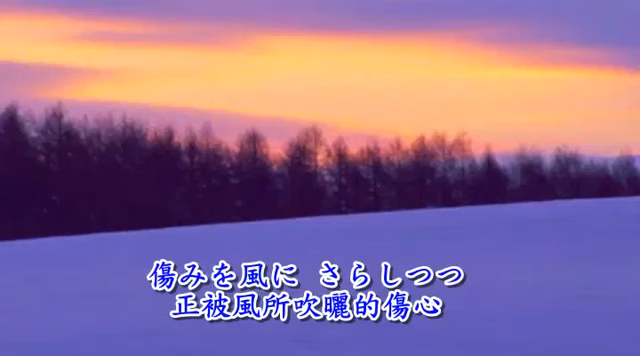 傷みを風に さらしつつ
正被風所吹曬的傷心